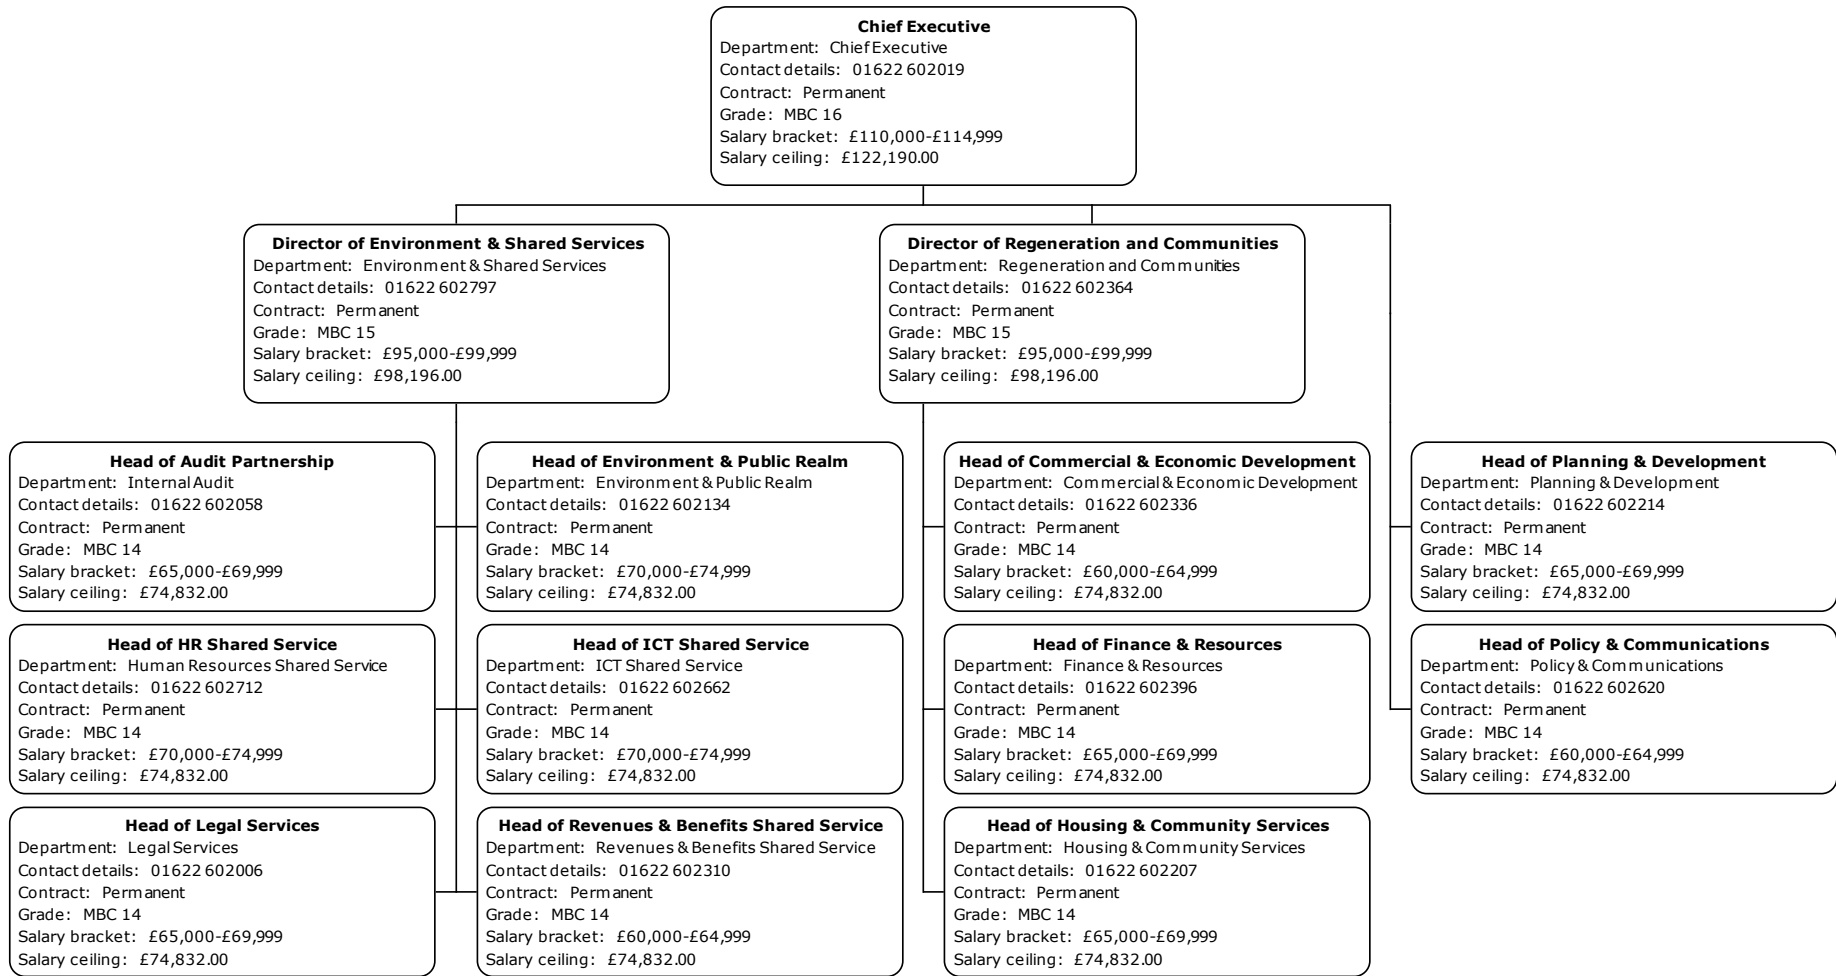 Chief Executive
Department: Chief Executive
Contact details: 01622 602019
Contract: Permanent
Grade: MBC 16
Salary bracket: £110,000-£114,999
Salary ceiling: £122,190.00
Director of Environment & Shared Services
Department: Environment & Shared Services
Contact details: 01622 602797
Contract: Permanent
Grade: MBC 15
Salary bracket: £95,000-£99,999
Salary ceiling: £98,196.00
Director of Regeneration and Communities
Department: Regeneration and Communities
Contact details: 01622 602364
Contract: Permanent
Grade: MBC 15
Salary bracket: £95,000-£99,999
Salary ceiling: £98,196.00
Head of Audit Partnership
Department: Internal Audit
Contact details: 01622 602058
Contract: Permanent
Grade: MBC 14
Salary bracket: £65,000-£69,999
Salary ceiling: £74,832.00
Head of Environment & Public Realm
Department: Environment & Public Realm
Contact details: 01622 602134
Contract: Permanent
Grade: MBC 14
Salary bracket: £70,000-£74,999
Salary ceiling: £74,832.00
Head of Commercial & Economic Development
Department: Commercial & Economic Development
Contact details: 01622 602336
Contract: Permanent
Grade: MBC 14
Salary bracket: £60,000-£64,999
Salary ceiling: £74,832.00
Head of Planning & Development
Department: Planning & Development
Contact details: 01622 602214
Contract: Permanent
Grade: MBC 14
Salary bracket: £65,000-£69,999
Salary ceiling: £74,832.00
Head of HR Shared Service
Department: Human Resources Shared Service
Contact details: 01622 602712
Contract: Permanent
Grade: MBC 14
Salary bracket: £70,000-£74,999
Salary ceiling: £74,832.00
Head of ICT Shared Service
Department: ICT Shared Service
Contact details: 01622 602662
Contract: Permanent
Grade: MBC 14
Salary bracket: £70,000-£74,999
Salary ceiling: £74,832.00
Head of Finance & Resources
Department: Finance & Resources
Contact details: 01622 602396
Contract: Permanent
Grade: MBC 14
Salary bracket: £65,000-£69,999
Salary ceiling: £74,832.00
Head of Policy & Communications
Department: Policy & Communications
Contact details: 01622 602620
Contract: Permanent
Grade: MBC 14
Salary bracket: £60,000-£64,999
Salary ceiling: £74,832.00
Head of Legal Services
Department: Legal Services
Contact details: 01622 602006
Contract: Permanent
Grade: MBC 14
Salary bracket: £65,000-£69,999
Salary ceiling: £74,832.00
Head of Revenues & Benefits Shared Service
Department: Revenues & Benefits Shared Service
Contact details: 01622 602310
Contract: Permanent
Grade: MBC 14
Salary bracket: £60,000-£64,999
Salary ceiling: £74,832.00
Head of Housing & Community Services
Department: Housing & Community Services
Contact details: 01622 602207
Contract: Permanent
Grade: MBC 14
Salary bracket: £65,000-£69,999
Salary ceiling: £74,832.00